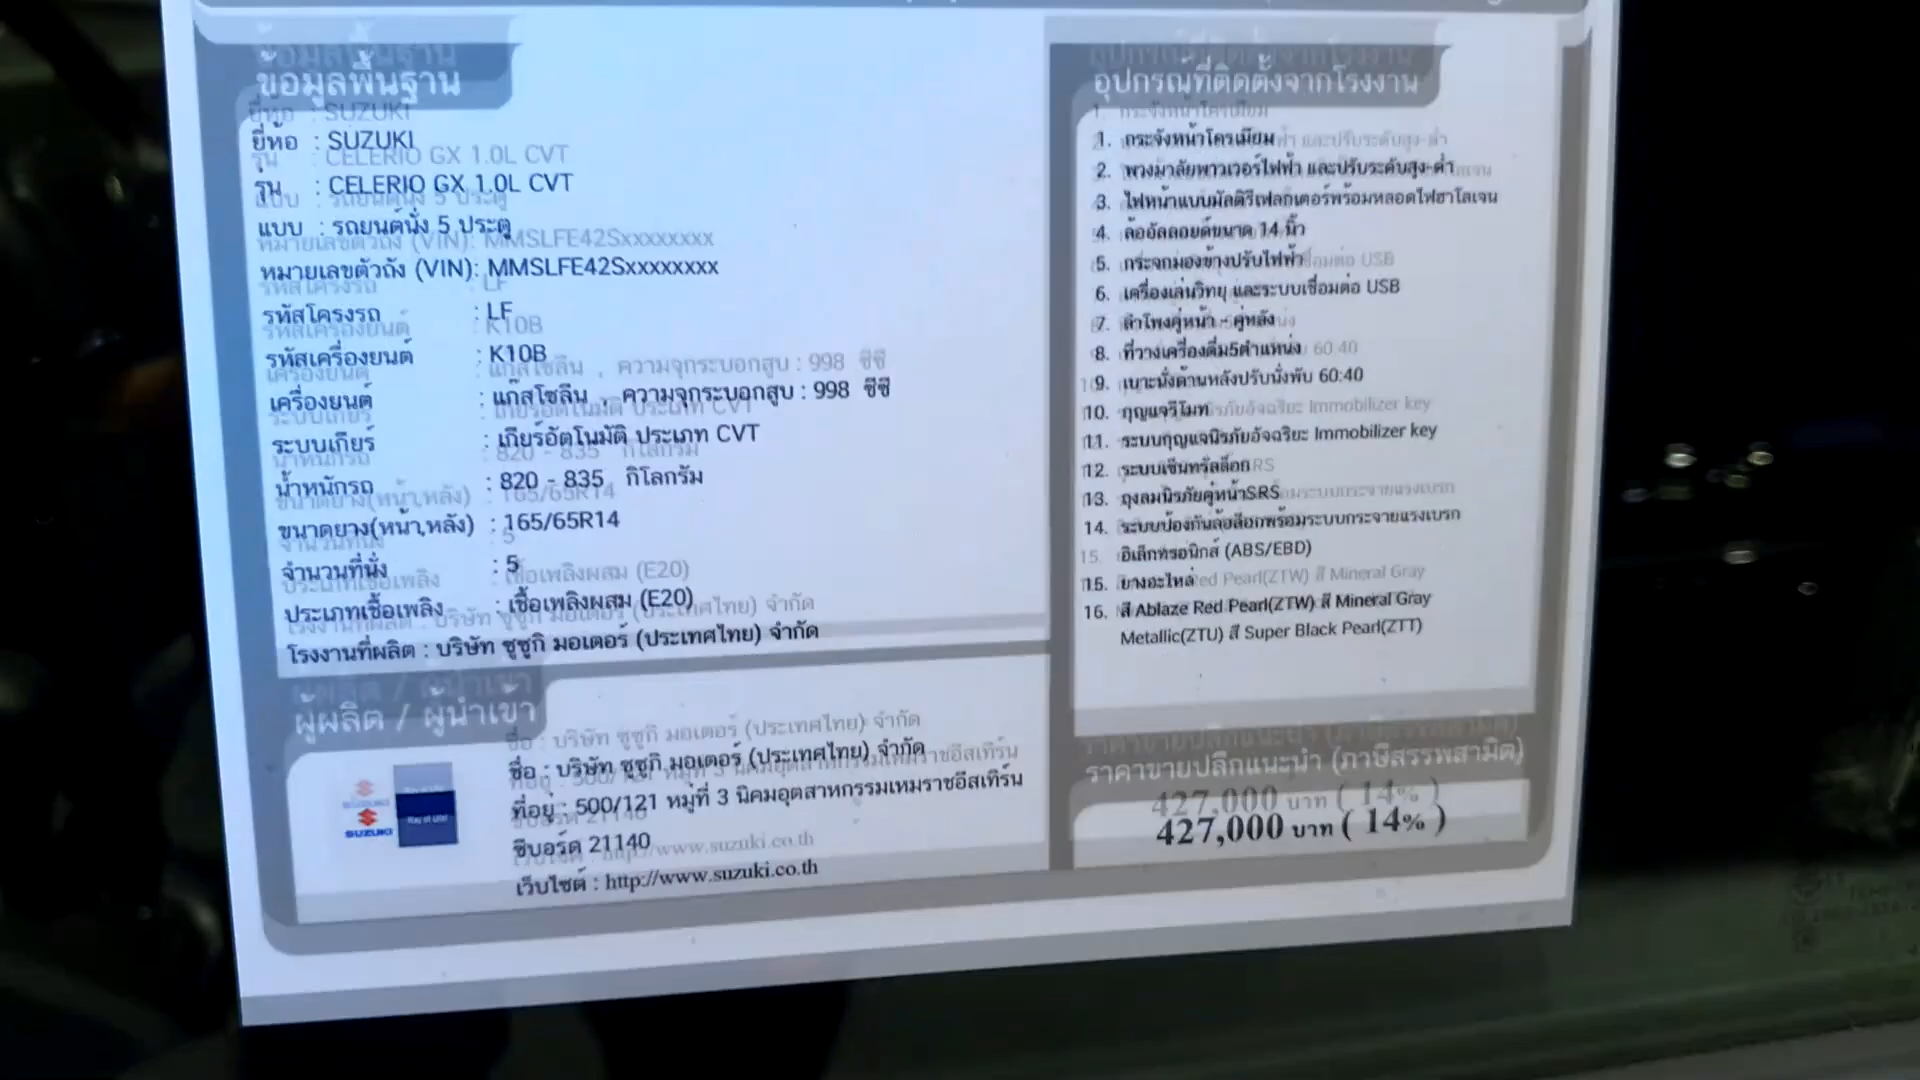 ข้อมูลพื้นฐาน
ยี่ห้อ : SUZUKI
รุ่น : CELERIO GX 1.0L CVT
แบบ : รถยนต์นั่ง 5 ประตู
หมายเลขตัวถัง (VIN): MMSLFE42Sxxxxxxxx
รหัสโครงรถ : LF
รหัสเครื่องยนต์ : K10B
เครื่องยนต์ : แก๊สโซลีน , ความจุกระบอกสูบ : 998 ซีซี
ระบบเกียร์ : เกียร์อัตโนมัติ ประเภท CVT
น้ำหนักรถ : 820 - 835 กิโลกรัม
ขนาดยาง(หน้า,หลัง) : 165/65R14
จำนวนที่นั่ง : 5
ประเภทเชื้อเพลิง : เชื้อเพลิงผสม (E20)
โรงงานที่ผลิต : บริษัท ซูซูกิ มอเตอร์ (ประเทศไทย) จำกัด
ผู้ผลิต / ผู้นำเข้า
SUZUKI
Way of Life!
ชื่อ : บริษัท ซูซูกิ มอเตอร์ (ประเทศไทย) จำกัด
ที่อยู่ : 500/121 หมู่ที่ 3 นิคมอุตสาหกรรมเหมราชอีสเทิร์น
ซีบอร์ด 21140
เว็บไซต์ : http://www.suzuki.co.th
อุปกรณ์ที่ติดตั้งจากโรงงาน
1. กระจังหน้าโครเมียม
2. พวงมาลัยพาวเวอร์ไฟฟ้า และปรับระดับสูง-ต่ำ
3. ไฟหน้าแบบมัลติรีเฟลกเตอร์พร้อมหลอดไฟฮาโลเจน
4. ล้ออัลลอยด์ขนาด 14 นิ้ว
5. กระจกมองข้างปรับไฟฟ้า
6. เครื่องเล่นวิทยุ และระบบเชื่อมต่อ USB
7. ลำโพงคู่หน้า - คู่หลัง
8. ที่วางเครื่องดื่ม5ตำแหน่ง
9. เบาะนั่งด้านหลังปรับนั่งพับ 60:40
10. กุญแจรีโมท
11. ระบบกุญแจนิรภัยอัจฉริยะ Immobilizer key
12. ระบบเซ็นทรัลล็อก
13. ถุงลมนิรภัยคู่หน้าSRS
14. ระบบป้องกันล้อล็อกพร้อมระบบกระจายแรงเบรก
อิเล็กทรอนิกส์ (ABS/EBD)
15. ยางอะไหล่
16. สี Ablaze Red Pearl(ZTW) สี Mineral Gray
Metallic(ZTU) สี Super Black Pearl(ZTT)
ราคาขายปลีกแนะนำ (ภาษีสรรพสามิต)
427,000 บาท ( 14% )